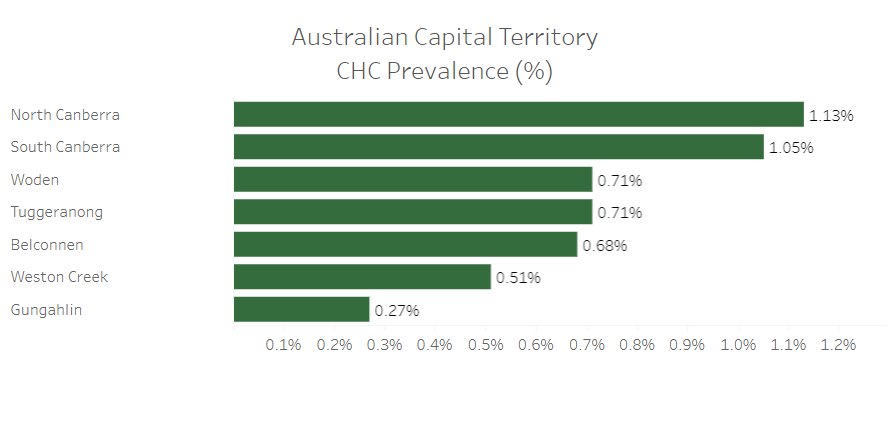 Australian Capital Territory
CHC Prevalence (%)
North Canberra 1.13%
South Canberra 1.05%
Woden 0.71%
Tuggeranong 0.71%
Belconnen 0.68%
Weston Creek 0.51%
Gungahlin 0.27%
0.1% 0.2% 0.3% 0.4% 0.5% 0.6% 0.7% 0.8% 0.9% 1.0% 1.1% 1.2%